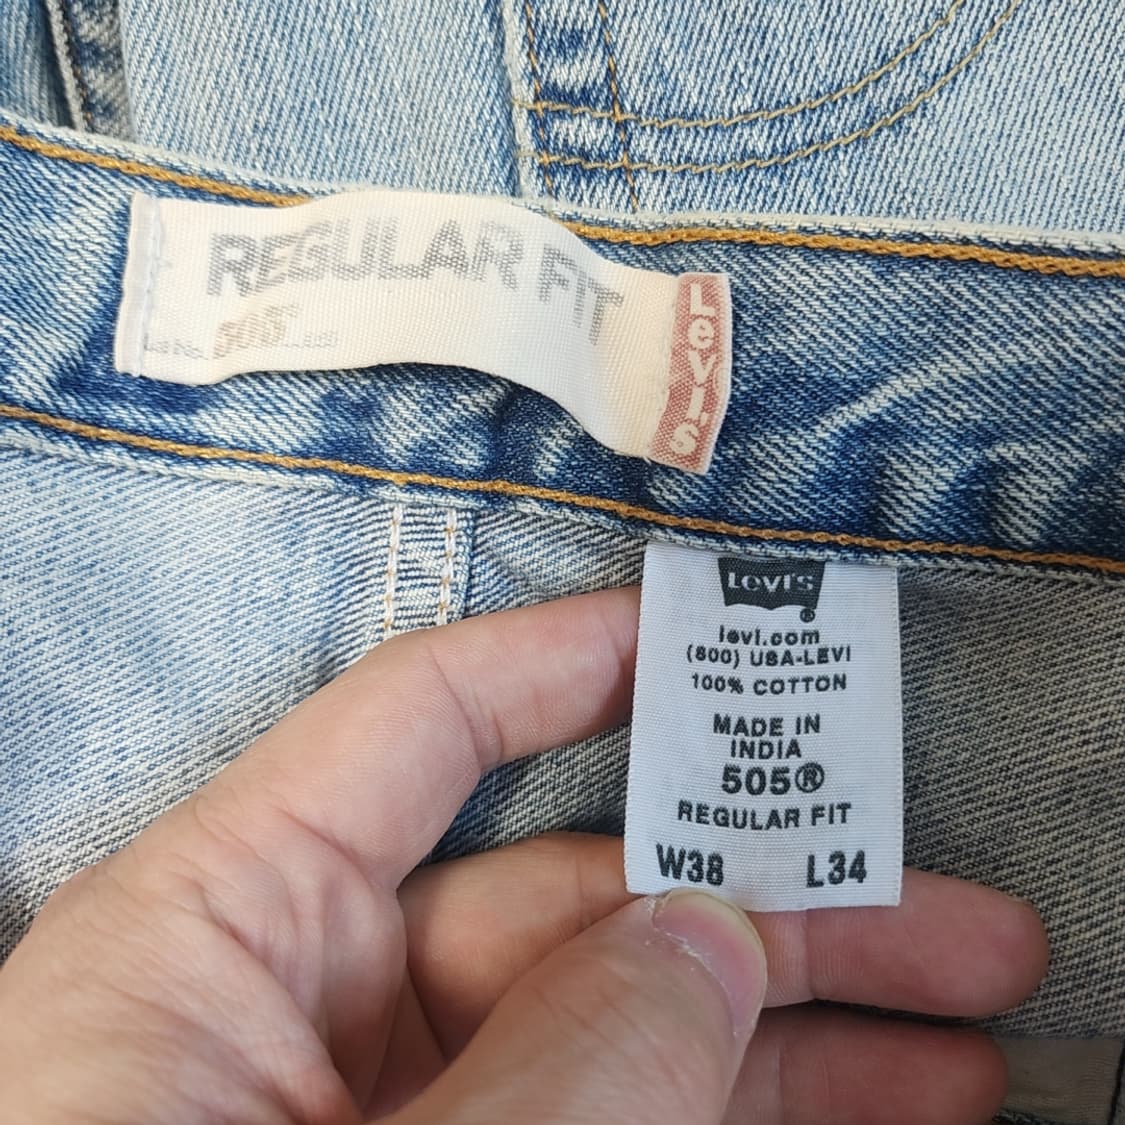 REGULAR FIT
505™
Levi's
Levi's
®
levi.com
(800) USA-LEVI
100% COTTON
MADE IN
INDIA
505®
REGULAR FIT
W38 L34